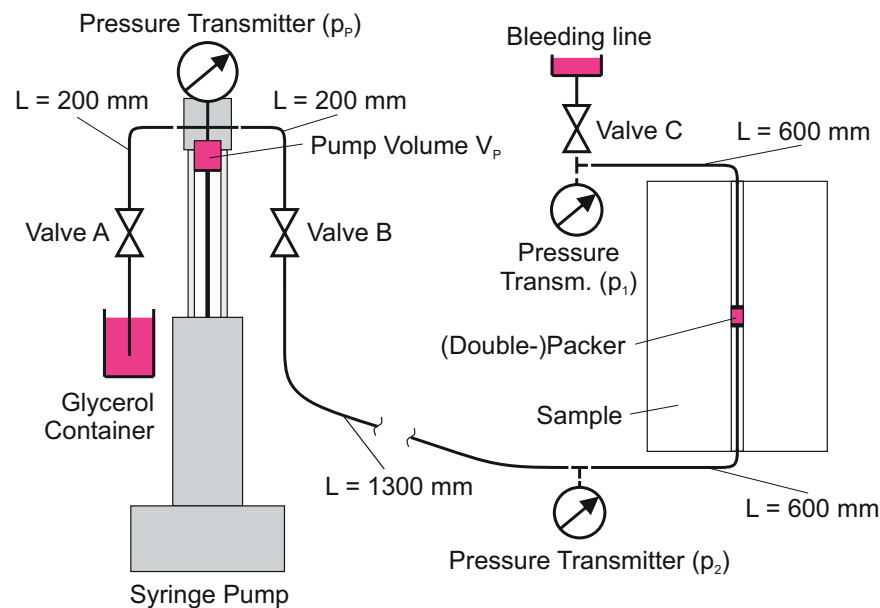 Pressure Transmitter (pP)
L = 200 mm
L = 200 mm
Pump Volume VP
Valve A
Valve B
Glycerol
Container
L = 1300 mm
Syringe Pump
Bleeding line
Valve C
L = 600 mm
Pressure
Transm. (p1)
(Double-)Packer
Sample
L = 600 mm
Pressure Transmitter (p2)